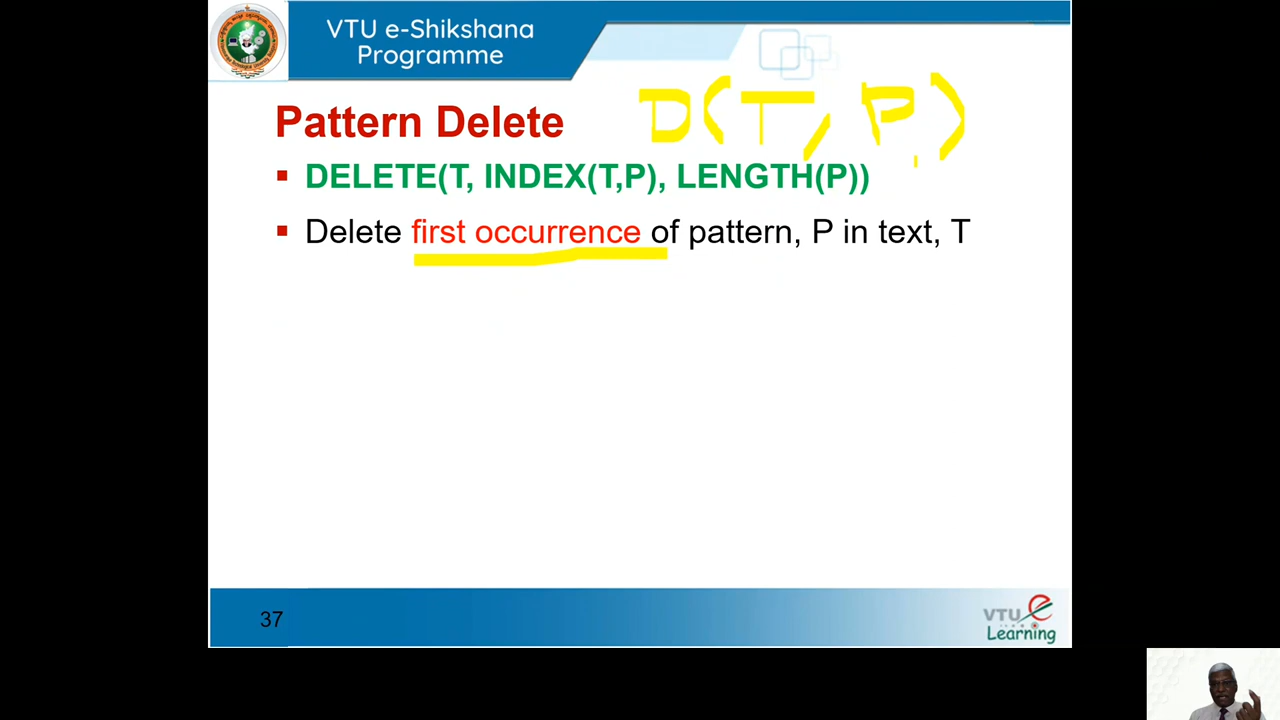 VTU e-Shikshana
Programme
Pattern Delete D(T, P)
▪ DELETE(T, INDEX(T,P), LENGTH(P))
▪ Delete first occurrence of pattern, P in text, T
37
VTU e
Learning